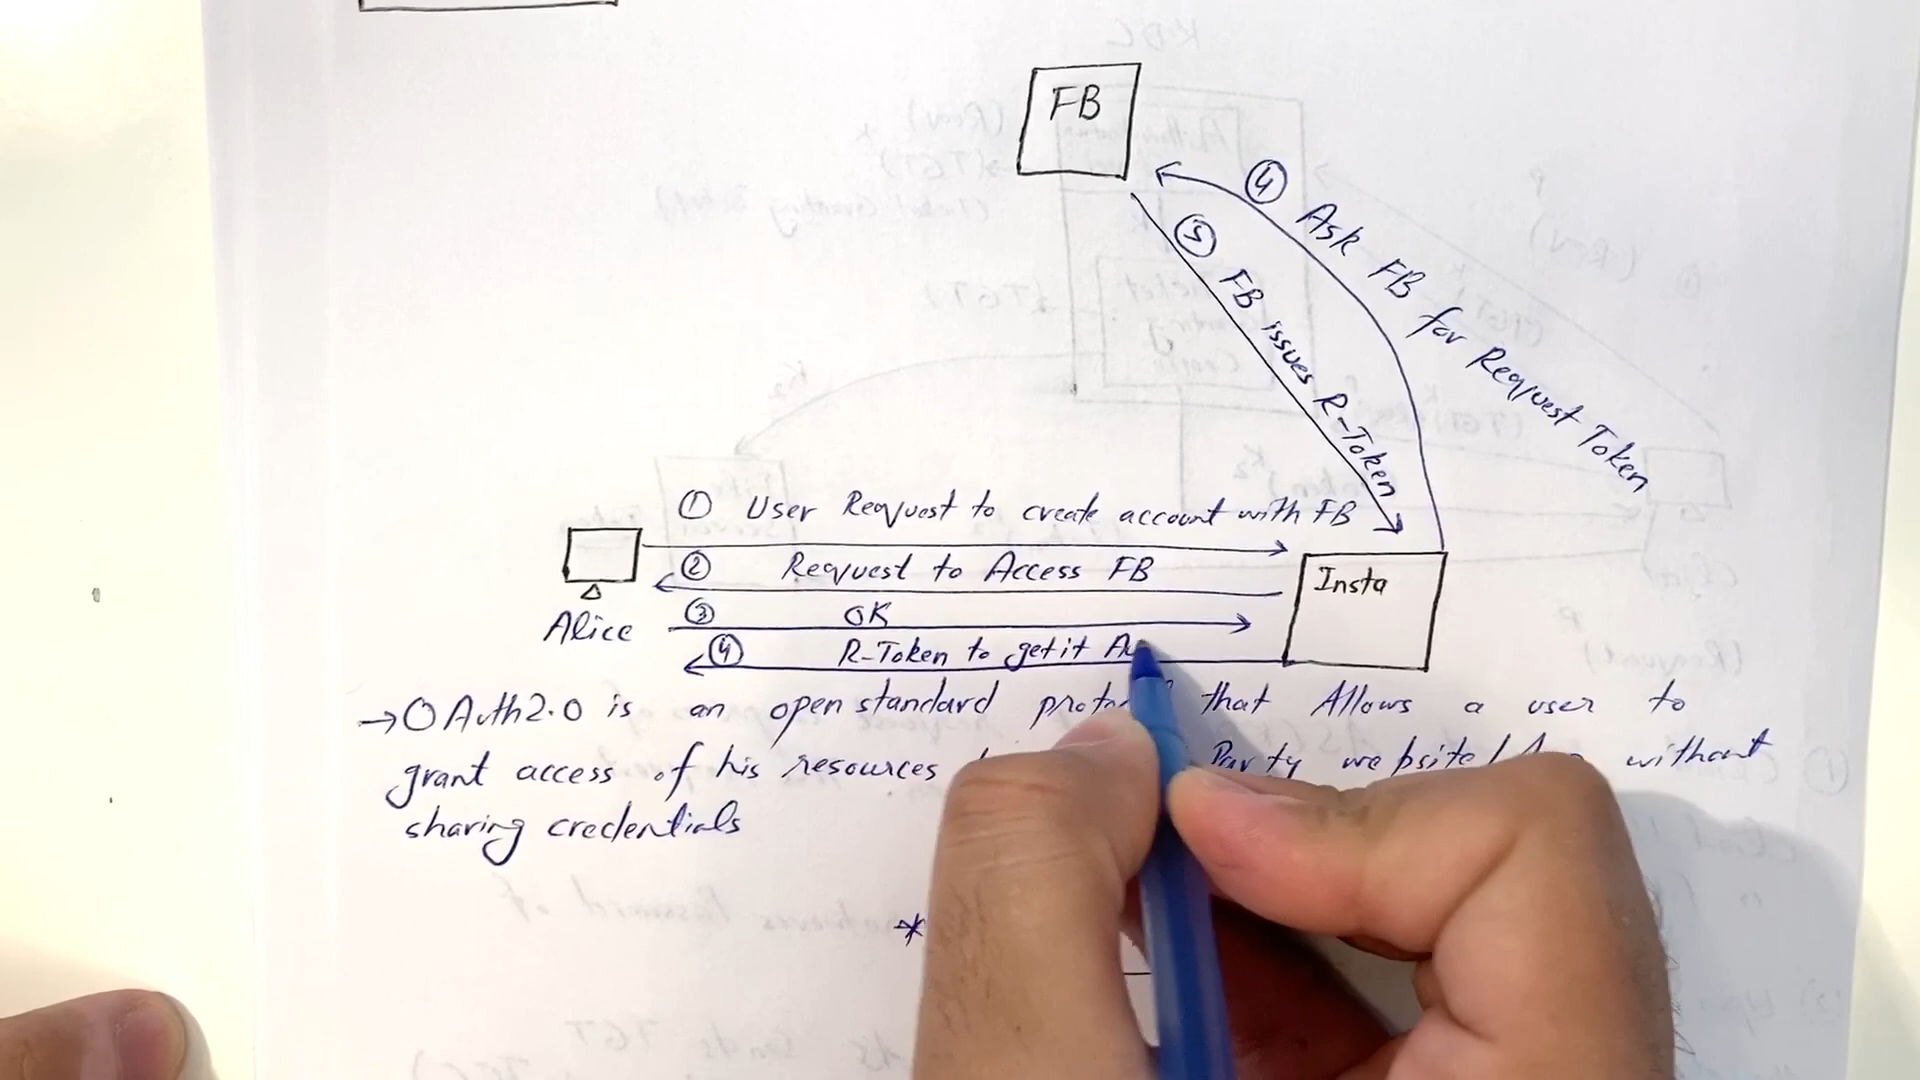 FB
④ Ask FB for Request Token
⑤ FB issues R-Token
① User Request to create account with FB
② Request to Access FB
③ OK
④ R-Token to get it
Alice
Insta
→ OAuth2.0 is an open standard that Allows a user to
grant access of his resources Party website/ without
sharing credentials
*